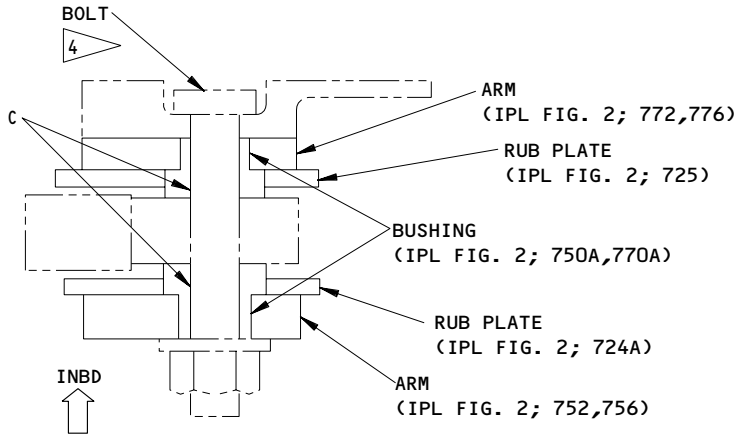 BOLT
4
C
ARM
(IPL FIG. 2; 772,776)
RUB PLATE
(IPL FIG. 2; 725)
BUSHING
(IPL FIG. 2; 750A,770A)
RUB PLATE
(IPL FIG. 2; 724A)
ARM
(IPL FIG. 2; 752,756)
INBD